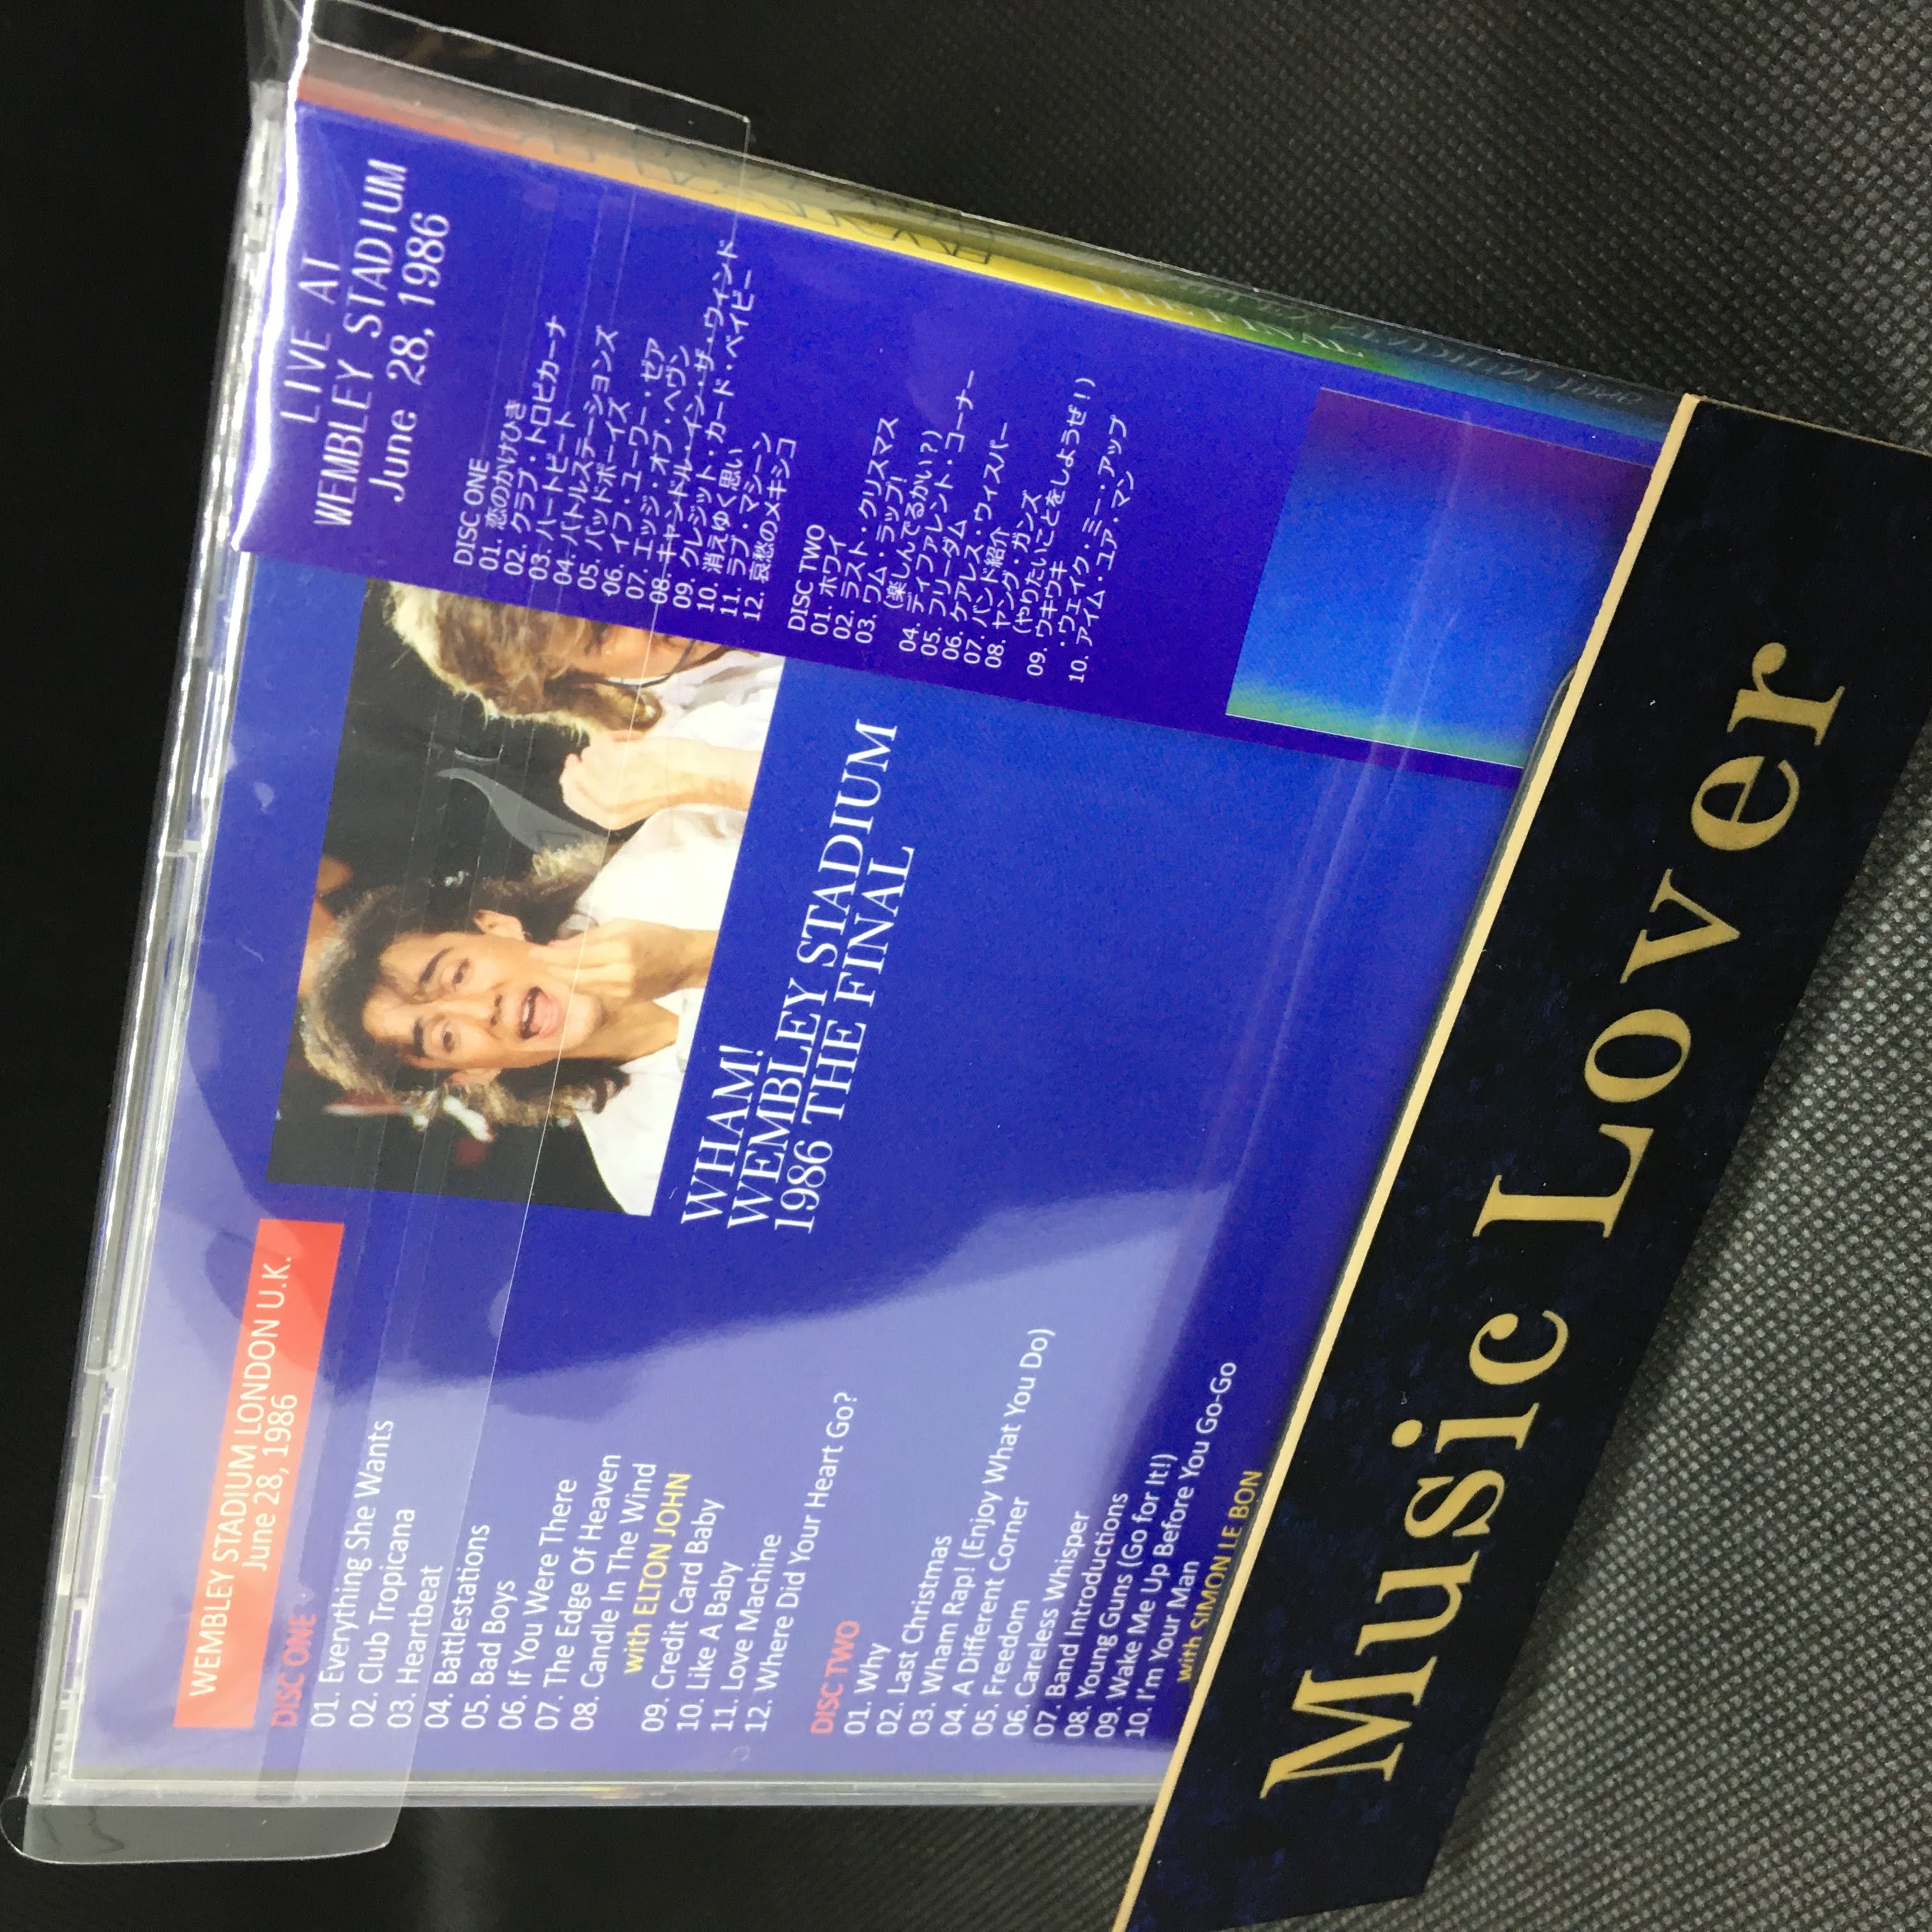 WEMBLEY STADIUM LONDON U.K.
June 28, 1986
DISC ONE
01. Everything She Wants
02. Club Tropicana
03. Heartbeat
04. Battlestations
05. Bad Boys
06. If You Were There
07. The Edge Of Heaven
08. Candle In The Wind
with ELTON JOHN
09. Credit Card Baby
10. Like A Baby
11. Love Machine
12. Where Did Your Heart Go?
DISC TWO
01. Why
02. Last Christmas
03. Wham Rap! (Enjoy What You Do)
04. A Different Corner
05. Freedom
06. Careless Whisper
07. Band Introductions
08. Young Guns (Go for It!)
09. Wake Me Up Before You Go-Go
10. I'm Your Man
with SIMON LE BON
WHAM!
WEMBLEY STADIUM
1986 THE FINAL
LIVE AT
WEMBLEY STADIUM
June 28, 1986
DISC ONE
01. 恋のかけひき
02. クラブ・トロピカーナ
03. ハートビート
04. バトルステーションズ
05. バッドボーイズ
06. イフ・ユー・ワー・ゼア
07. エッジ・オブ・ヘヴン
08. キャンドル・イン・ザ・ウィンド
09. クレジット・カード・ベイビー
10. 消えゆく思い
11. ラブ・マシーン
12. 哀愁のメキシコ
DISC TWO
01. ホワイ
02. ラスト・クリスマス
03. ワム・ラップ!
(楽しんでるかい?)
04. ディファレント・コーナー
05. フリーダム
06. ケアレス・ウィスパー
07. バンド紹介
08. ヤング・ガンズ
(やりたいことをしようぜ!)
09. ウキウキ
・ウェイク・ミー・アップ
10. アイム・ユア・マン
THE FINAL
Music Lover